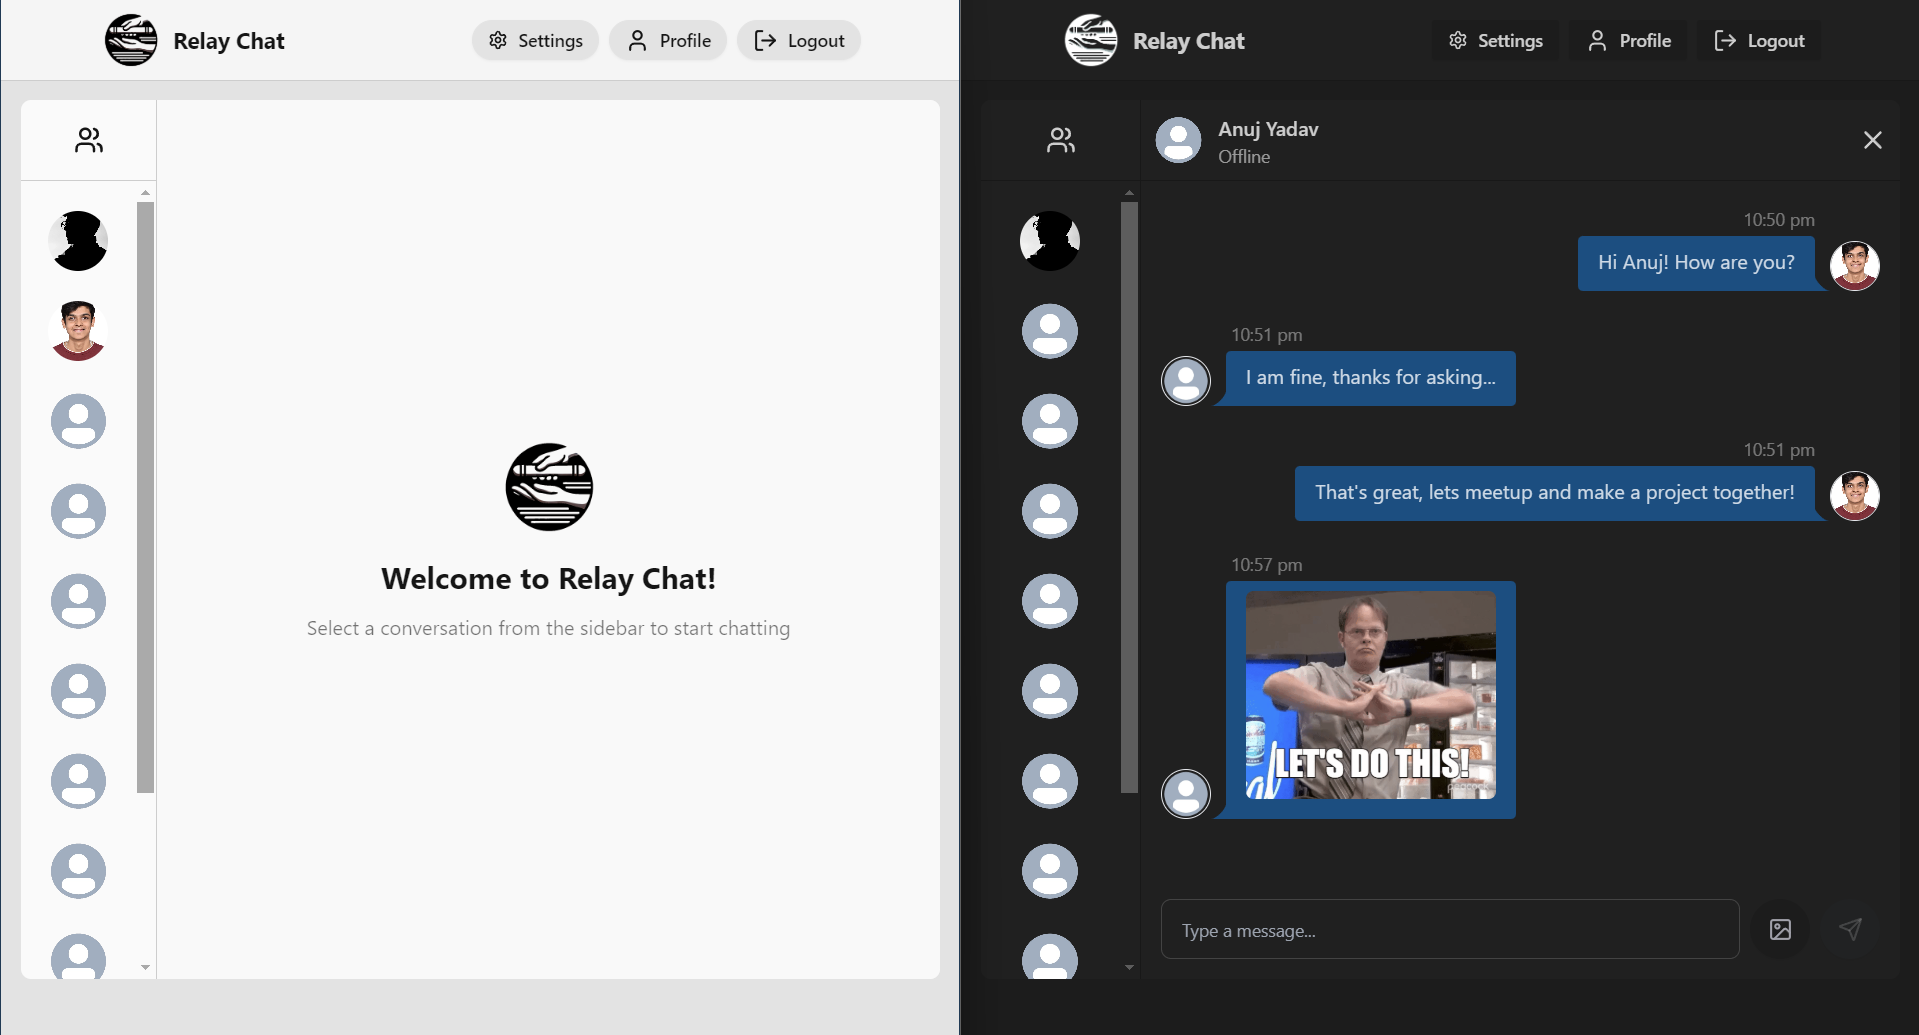 Relay Chat
Settings
Profile
Logout
Welcome to Relay Chat!
Select a conversation from the sidebar to start chatting
Relay Chat
Settings
Profile
Logout
Anuj Yadav
Offline
10:50 pm
Hi Anuj! How are you?
10:51 pm
I am fine, thanks for asking...
10:51 pm
That's great, lets meetup and make a project together!
10:57 pm
LET'S DO THIS!
peacock
Type a message...